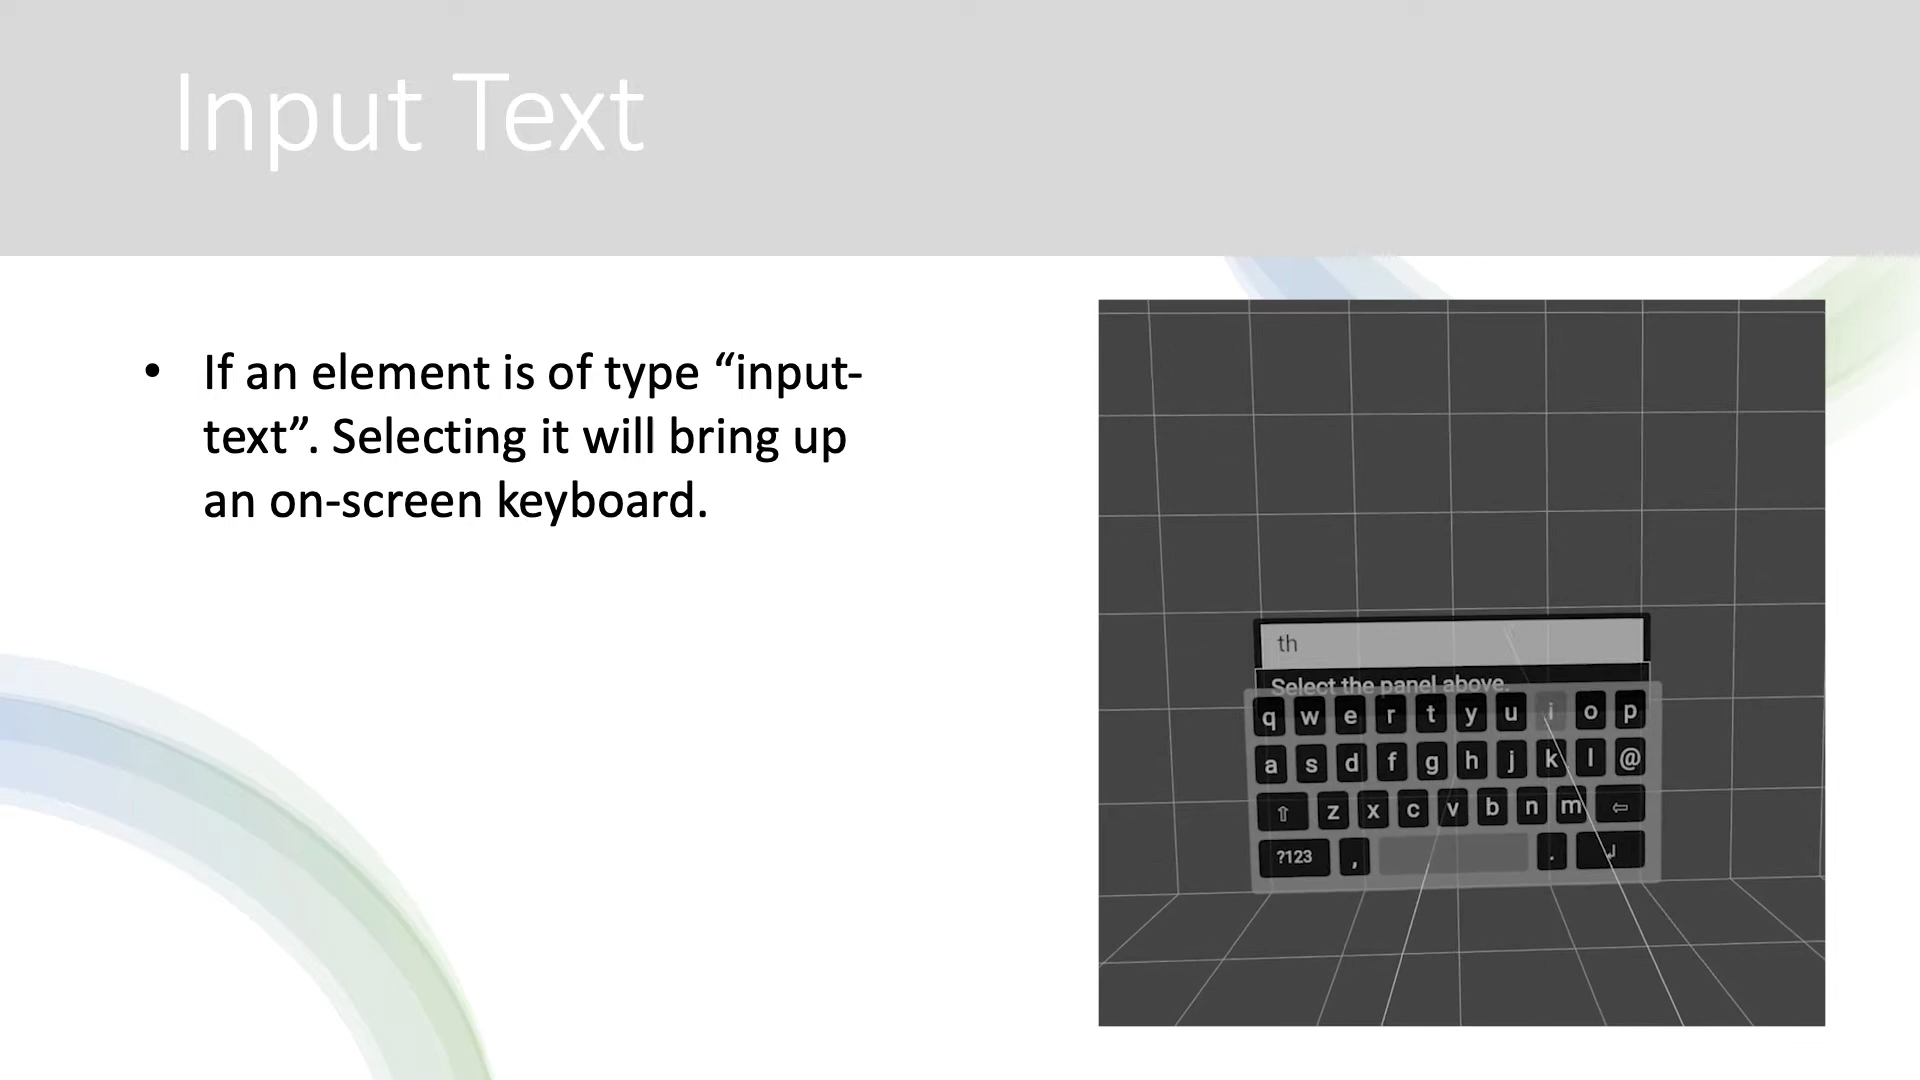 Input Text
• If an element is of type “input-
text”. Selecting it will bring up
an on-screen keyboard.
th
Select the panel above.
q w e r t y u i o p
a s d f g h j k l @
⇧ z x c v b n m ⇦
?123 , . ↲